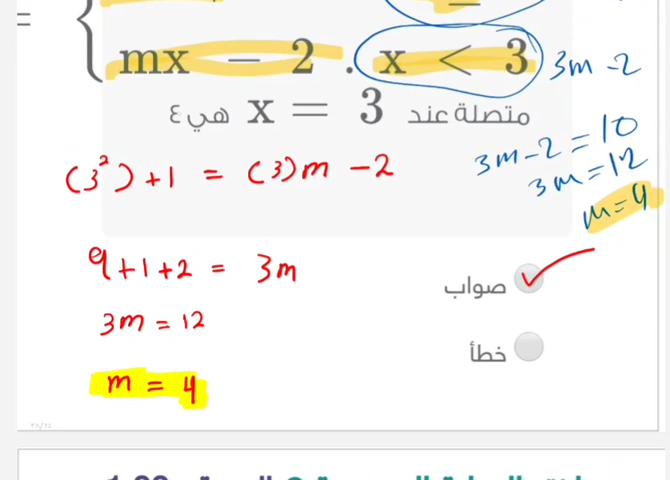 =
mx - 2 . x < 3
3m - 2
متصلة عند x = 3 هي ٤
3m - 2 = 10
3m = 12
m = 4
(3²) + 1 = (3)m - 2
9 + 1 + 2 = 3m
صواب
3m = 12
خطأ
m = 4